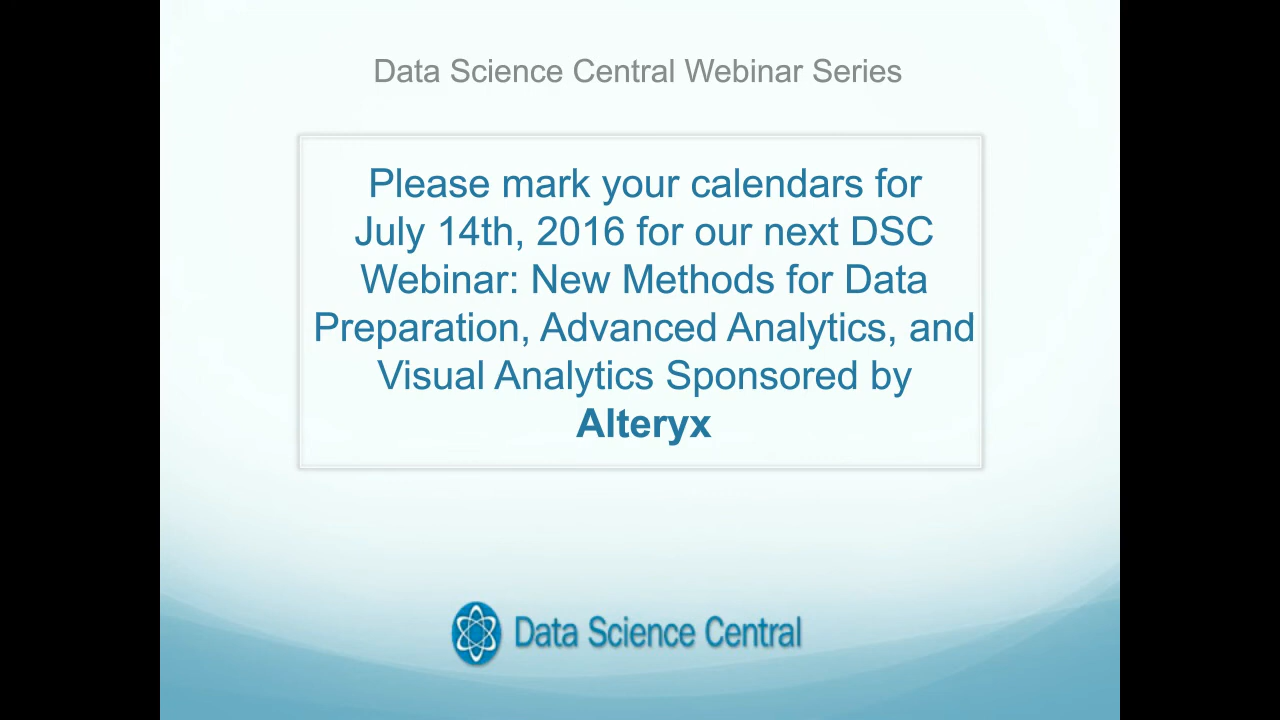 Data Science Central Webinar Series
Please mark your calendars for
July 14th, 2016 for our next DSC
Webinar: New Methods for Data
Preparation, Advanced Analytics, and
Visual Analytics Sponsored by
Alteryx
Data Science Central